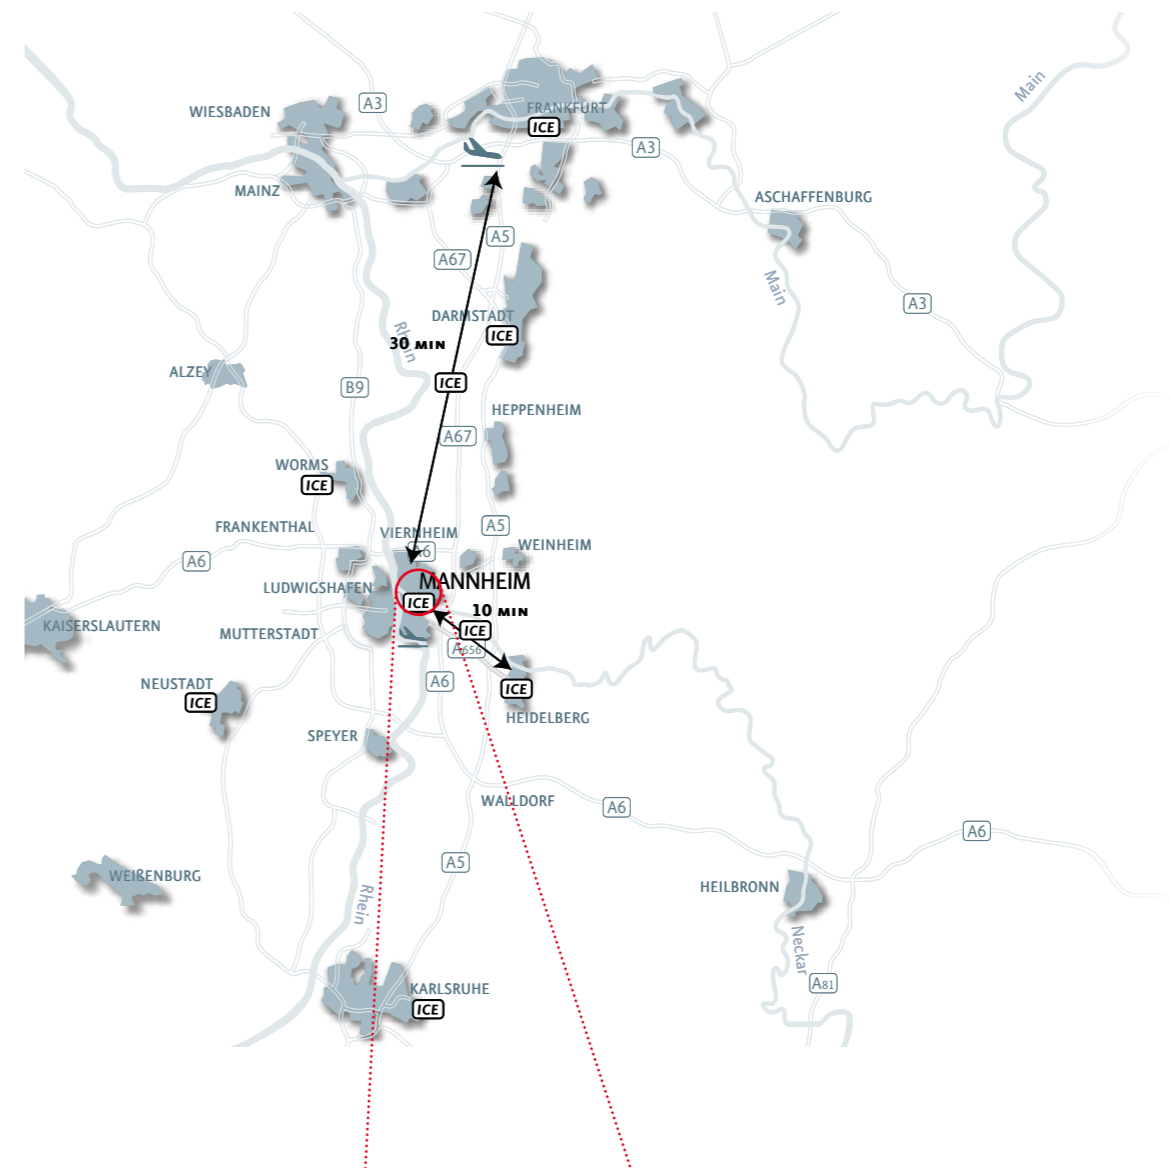 Main
WIESBADEN
A3
FRANKFURT
ICE
A3
MAINZ
ASCHAFFENBURG
A5
A67
Main
A3
DARMSTADT
ICE
Rhein
30 MIN
ALZEY
ICE
B9
HEPPENHEIM
A67
WORMS
ICE
FRANKENTHAL
A5
VIERNHEIM
WEINHEIM
A6
A6
MANNHEIM
LUDWIGSHAFEN
ICE
10 MIN
KAISERSLAUTERN
ICE
MUTTERSTADT
A656
A6
NEUSTADT
ICE
ICE
HEIDELBERG
SPEYER
WALLDORF
A6
A6
A5
WEIßENBURG
HEILBRONN
Rhein
Neckar
A81
KARLSRUHE
ICE